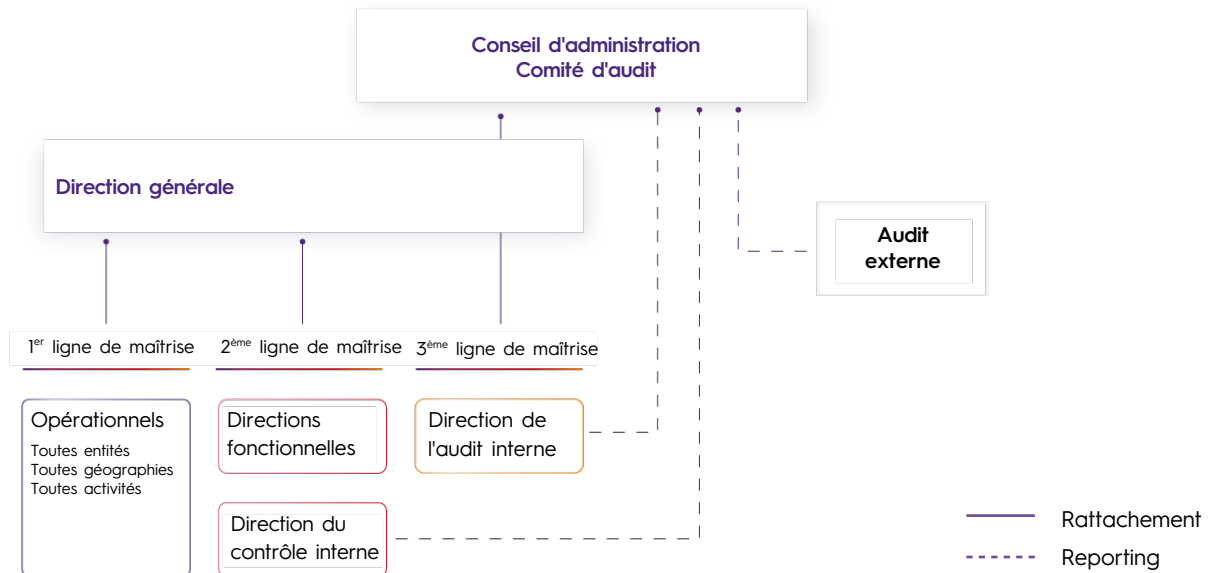 Conseil d'administration
Comité d'audit
Direction générale
Audit
externe
1er ligne de maîtrise
2ème ligne de maîtrise
3ème ligne de maîtrise
Opérationnels
Toutes entités
Toutes géographies
Toutes activités
Directions
fonctionnelles
Direction de
l'audit interne
Direction du
contrôle interne
Rattachement
Reporting